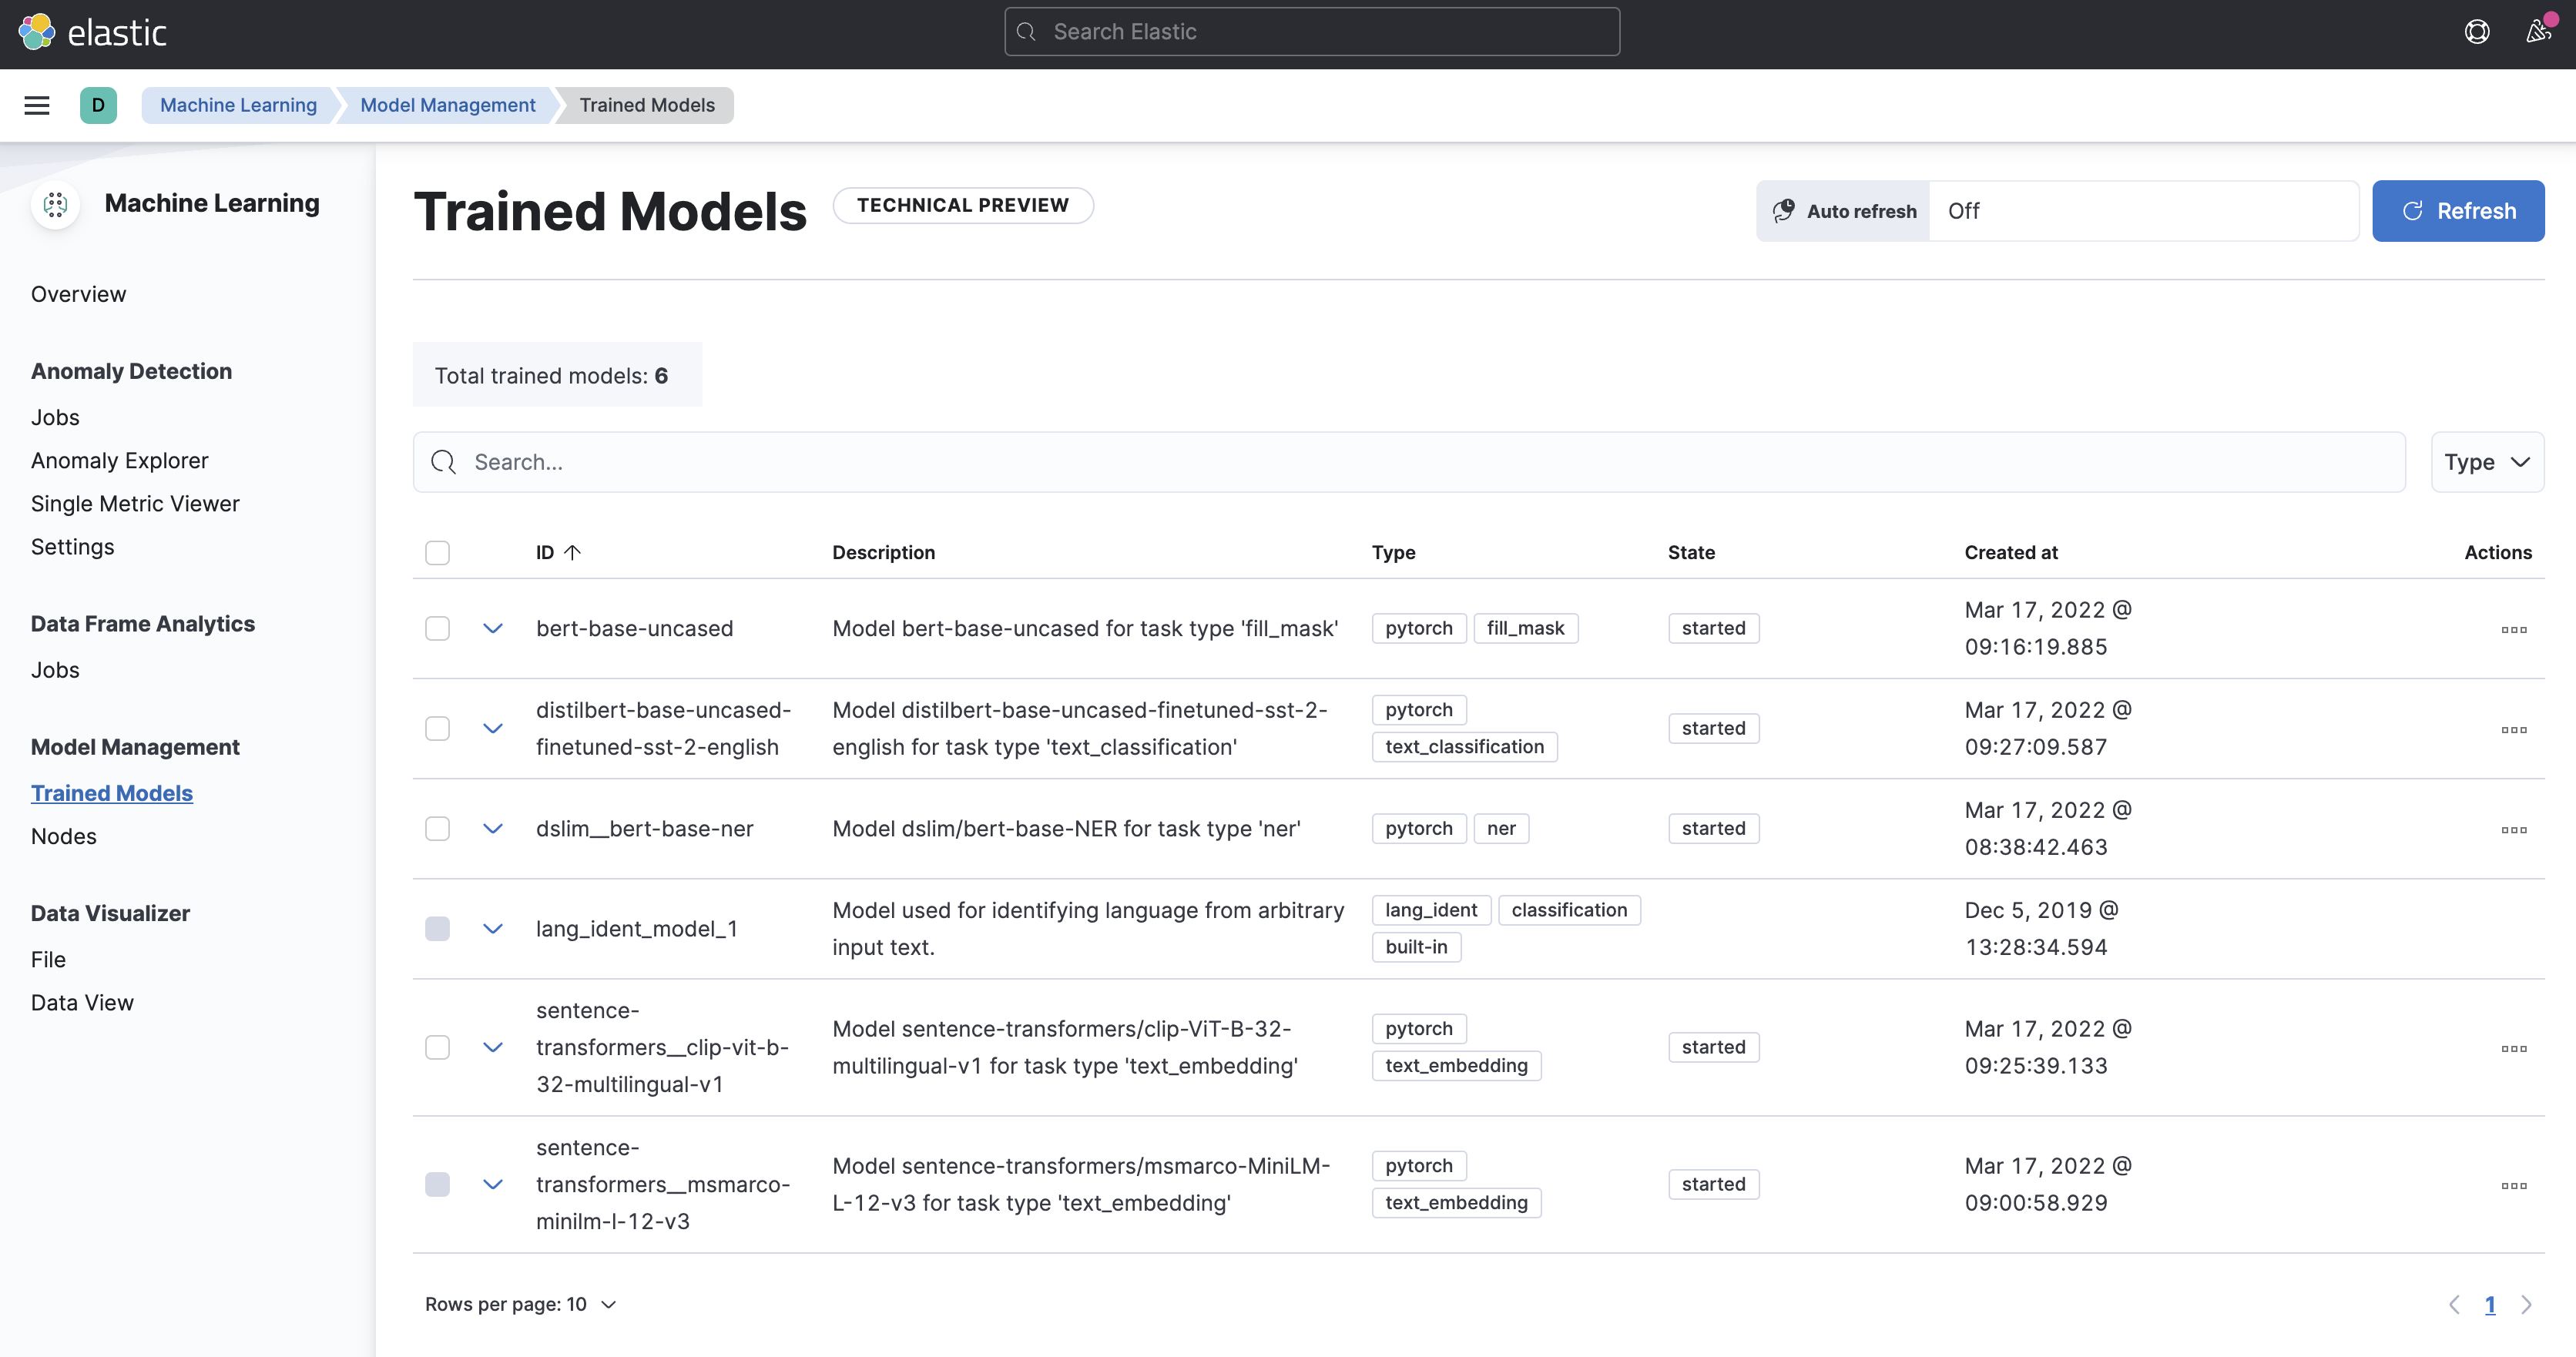 elastic
Search Elastic
D
Machine Learning
Model Management
Trained Models
Machine Learning
Overview
Anomaly Detection
Jobs
Anomaly Explorer
Single Metric Viewer
Settings
Data Frame Analytics
Jobs
Model Management
Trained Models
Nodes
Data Visualizer
File
Data View
Trained Models
TECHNICAL PREVIEW
Auto refresh
Off
Refresh
Total trained models: 6
Search...
Type
ID Description Type State Created at Actions
bert-base-uncased
Model bert-base-uncased for task type 'fill_mask'
pytorch fill_mask
started
Mar 17, 2022 @
09:16:19.885
distilbert-base-uncased-
finetuned-sst-2-english
Model distilbert-base-uncased-finetuned-sst-2-
english for task type 'text_classification'
pytorch
text_classification
started
Mar 17, 2022 @
09:27:09.587
dslim__bert-base-ner
Model dslim/bert-base-NER for task type 'ner'
pytorch ner
started
Mar 17, 2022 @
08:38:42.463
lang_ident_model_1
Model used for identifying language from arbitrary
input text.
lang_ident classification
built-in
Dec 5, 2019 @
13:28:34.594
sentence-
transformers__clip-vit-b-
32-multilingual-v1
Model sentence-transformers/clip-ViT-B-32-
multilingual-v1 for task type 'text_embedding'
pytorch
text_embedding
started
Mar 17, 2022 @
09:25:39.133
sentence-
transformers__msmarco-
minilm-l-12-v3
Model sentence-transformers/msmarco-MiniLM-
L-12-v3 for task type 'text_embedding'
pytorch
text_embedding
started
Mar 17, 2022 @
09:00:58.929
Rows per page: 10
1